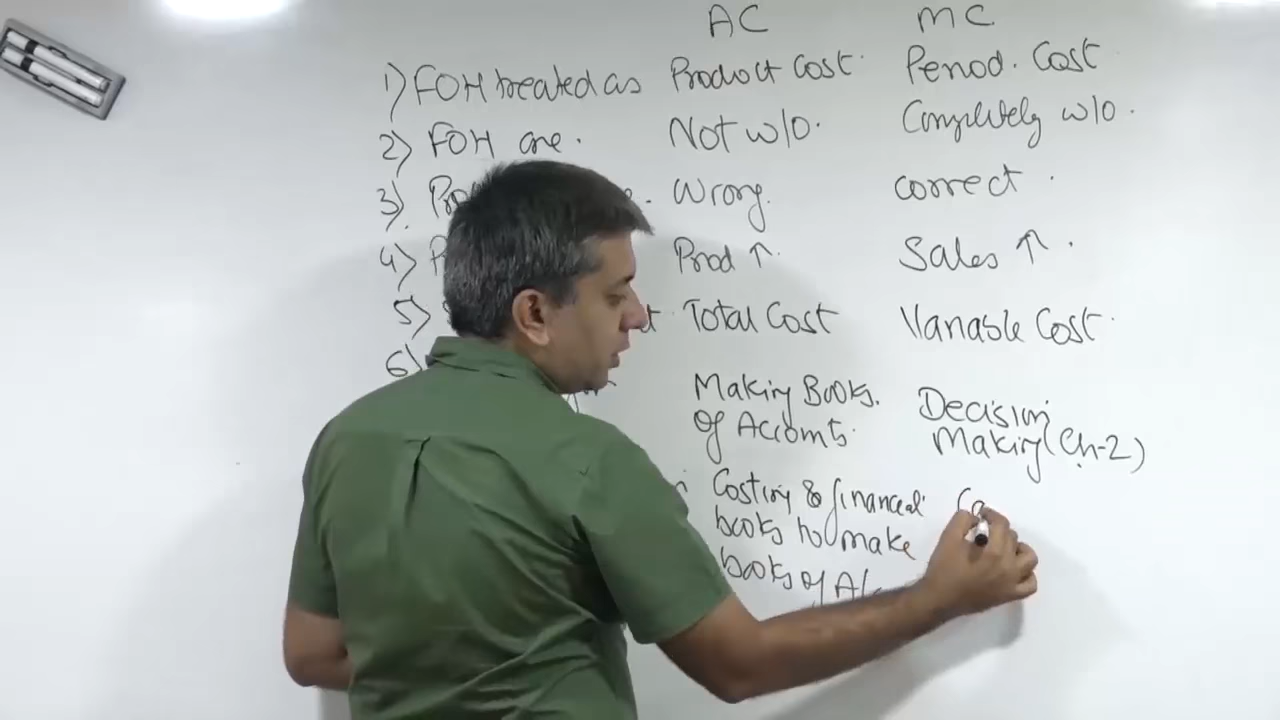 AC MC
1) FOH treated as Product Cost. Period. Cost
2) FOH are. Not w/o. Completely w/o.
3) Wrong. correct.
4) Prod ↑. Sales ↑.
5) Total Cost Variable Cost.
6) Making Books. Decision
of Accounts. Making (Ch-2)
Costing & financial
books to make
books of A/c